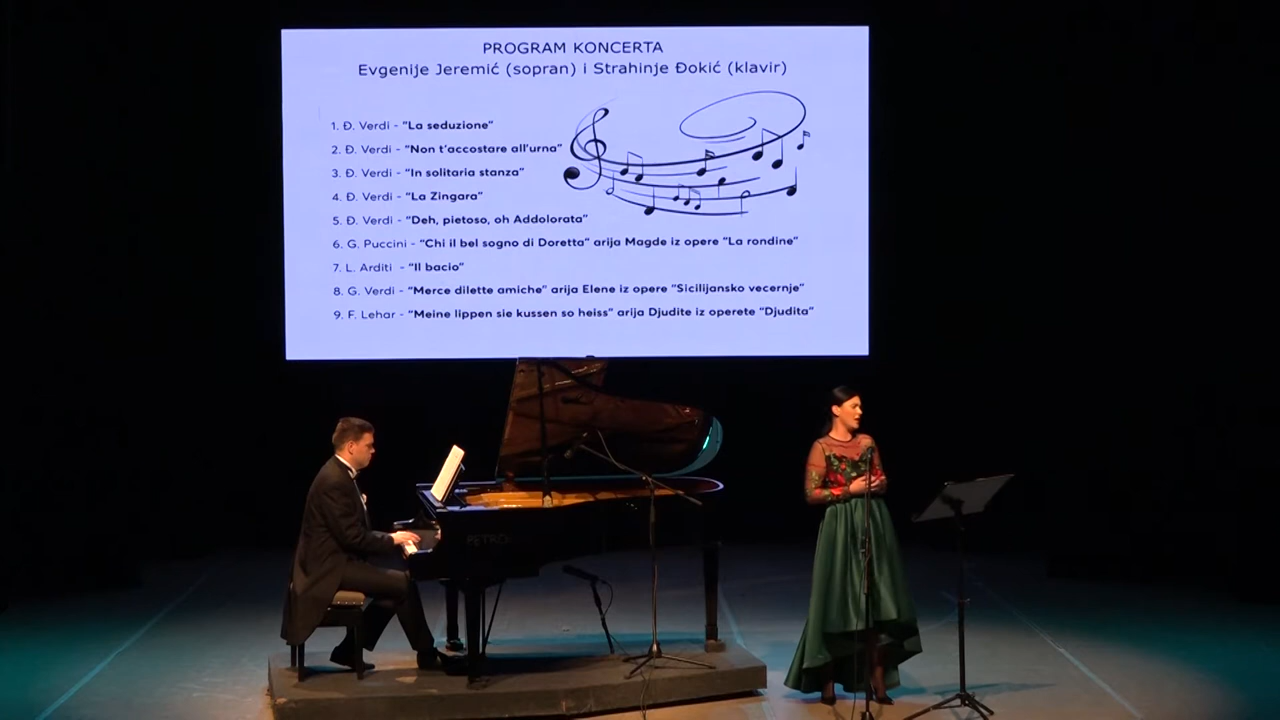 PROGRAM KONCERTA
Evgenije Jeremić (sopran) i Strahinje Đokić (klavir)
1. Đ. Verdi - "La seduzione"
2. Đ. Verdi - "Non t'accostare all'urna"
3. Đ. Verdi - "In solitaria stanza"
4. Đ. Verdi - "La Zingara"
5. Đ. Verdi - "Deh, pietoso, oh Addolorata"
6. G. Puccini - "Chi il bel sogno di Doretta" arija Magde iz opere "La rondine"
7. L. Arditi - "Il bacio"
8. G. Verdi - "Merce dilette amiche" arija Elene iz opere "Sicilijansko vecernje"
9. F. Lehar - "Meine lippen sie kussen so heiss" arija Djudite iz operete "Djudita"